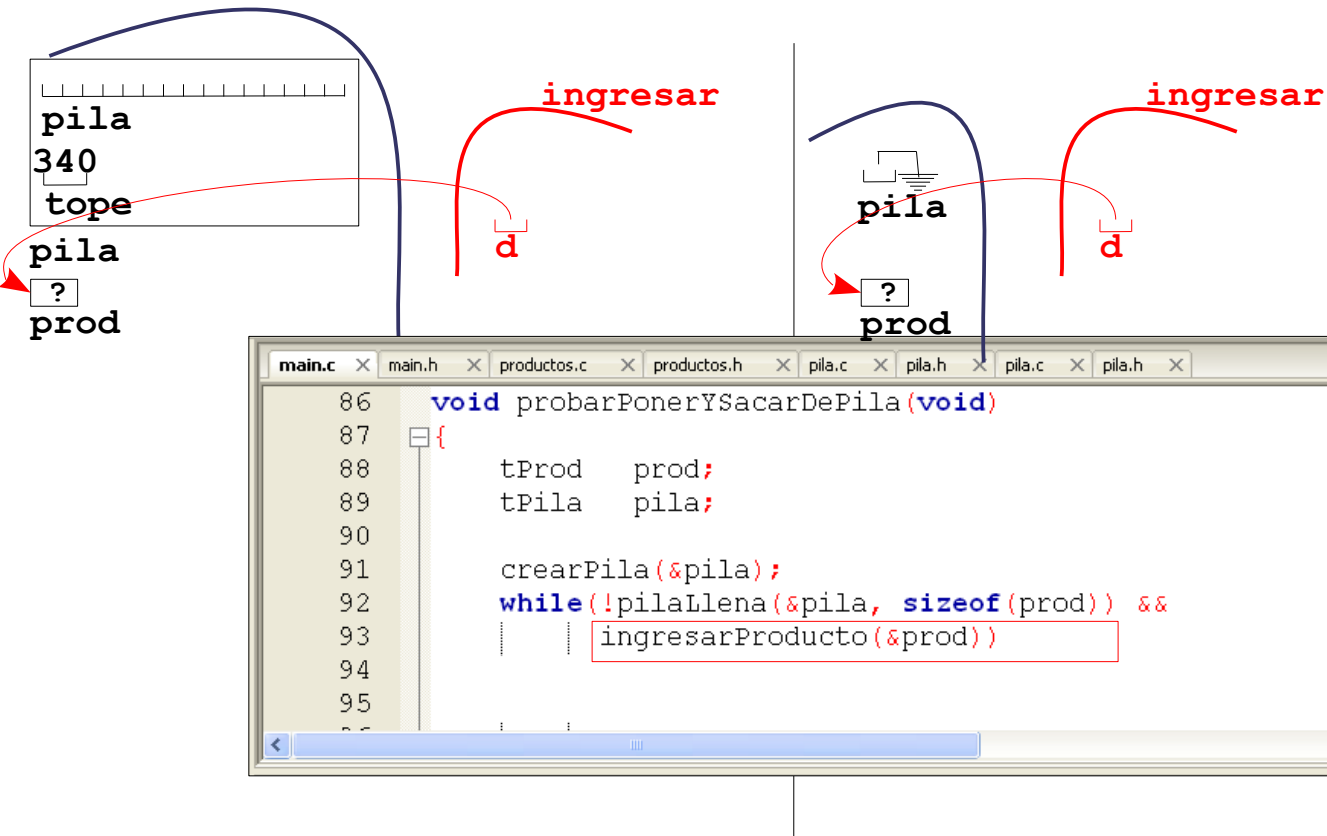 ingresar
pila
340
tope
pila
d
?
prod
ingresar
pila
d
?
prod
main.c main.h productos.c productos.h pila.c pila.h pila.c pila.h
86 void probarPonerYSacarDePila(void)
87 {
88 tProd prod;
89 tPila pila;
90
91 crearPila(&pila);
92 while(!pilaLlena(&pila, sizeof(prod)) &&
93 ingresarProducto(&prod))
94
95